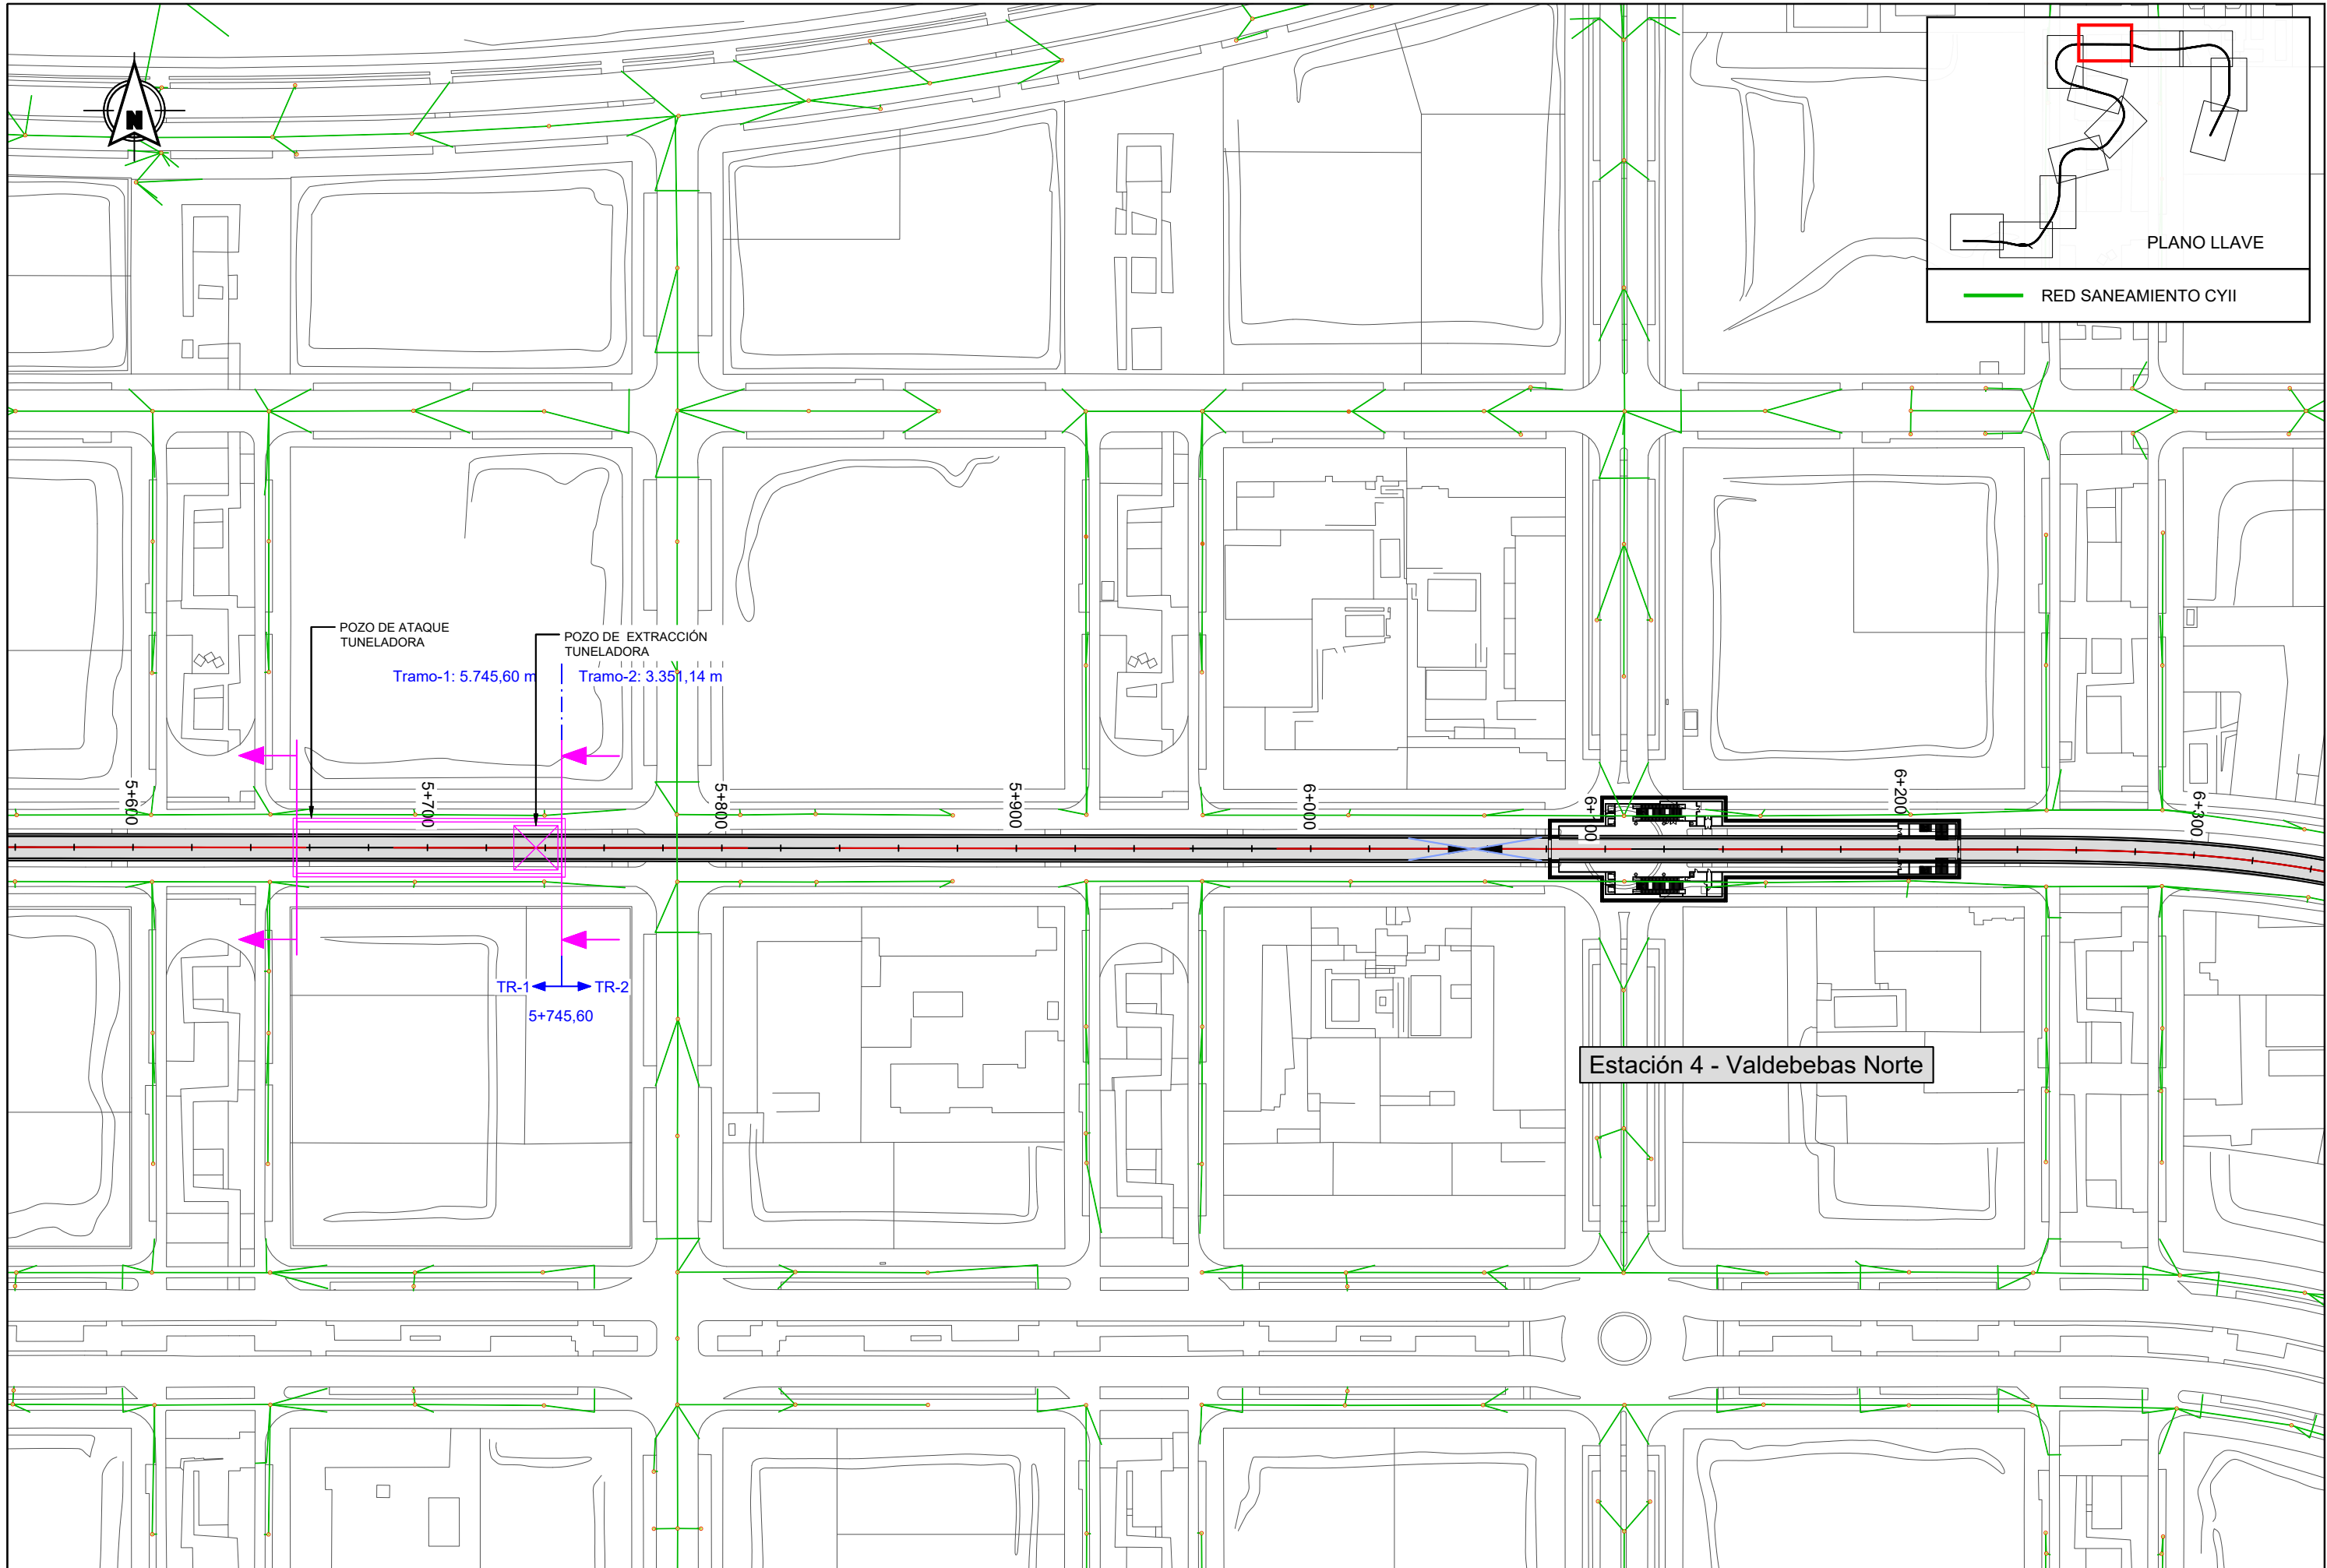 N
PLANO LLAVE
RED SANEAMIENTO CYII
POZO DE ATAQUE
TUNELADORA
POZO DE EXTRACCIÓN
TUNELADORA
Tramo-1: 5.745,60 m
Tramo-2: 3.351,14 m
5+600
5+700
5+800
5+900
6+000
6+100
6+200
6+300
TR-1
TR-2
5+745,60
Estación 4 - Valdebebas Norte